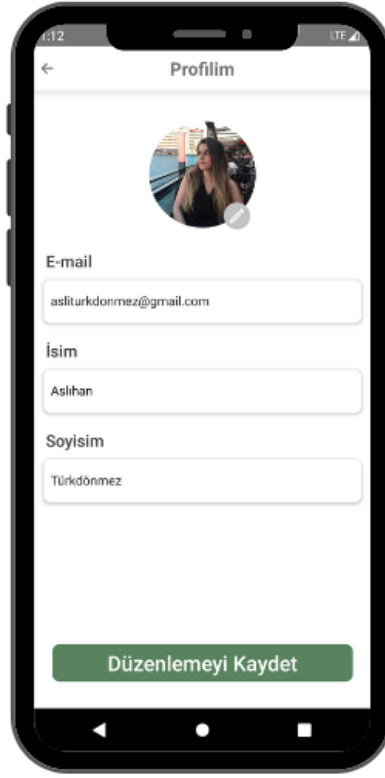 1:12 LTE
Profilim
E-mail
asliturkdonmez@gmail.com
İsim
Aslıhan
Soyisim
Türkdönmez
Düzenlemeyi Kaydet